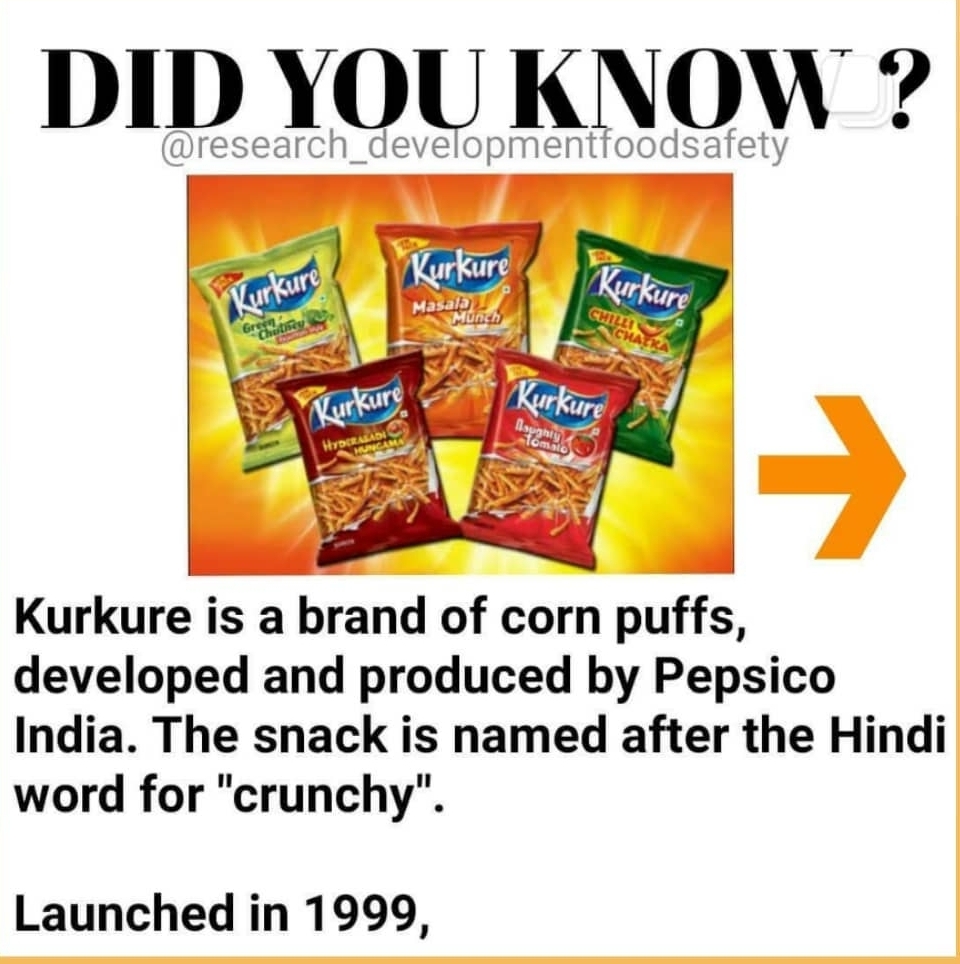 DID YOU KNOW ?
@research_developmentfoodsafety
Kurkure
Green Chutney
Kurkure
Masala
Munch
Kurkure
CHILLI
CHATKA
Kurkure
HYDERABADI
HUNGAMA
Kurkure
Naughty
Tomato
Kurkure is a brand of corn puffs,
developed and produced by Pepsico
India. The snack is named after the Hindi
word for "crunchy".
Launched in 1999,